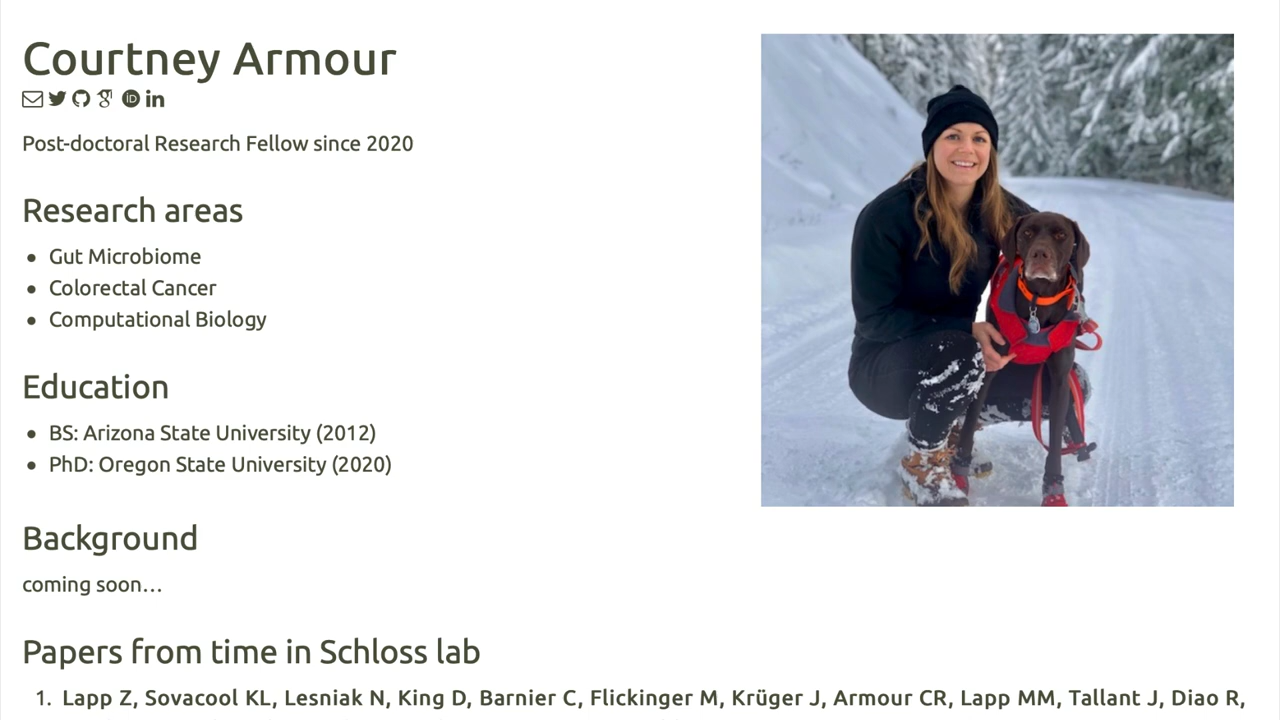 Courtney Armour
Post-doctoral Research Fellow since 2020
Research areas
• Gut Microbiome
• Colorectal Cancer
• Computational Biology
Education
• BS: Arizona State University (2012)
• PhD: Oregon State University (2020)
Background
coming soon...
Papers from time in Schloss lab
1. Lapp Z, Sovacool KL, Lesniak N, King D, Barnier C, Flickinger M, Krüger J, Armour CR, Lapp MM, Tallant J, Diao R,